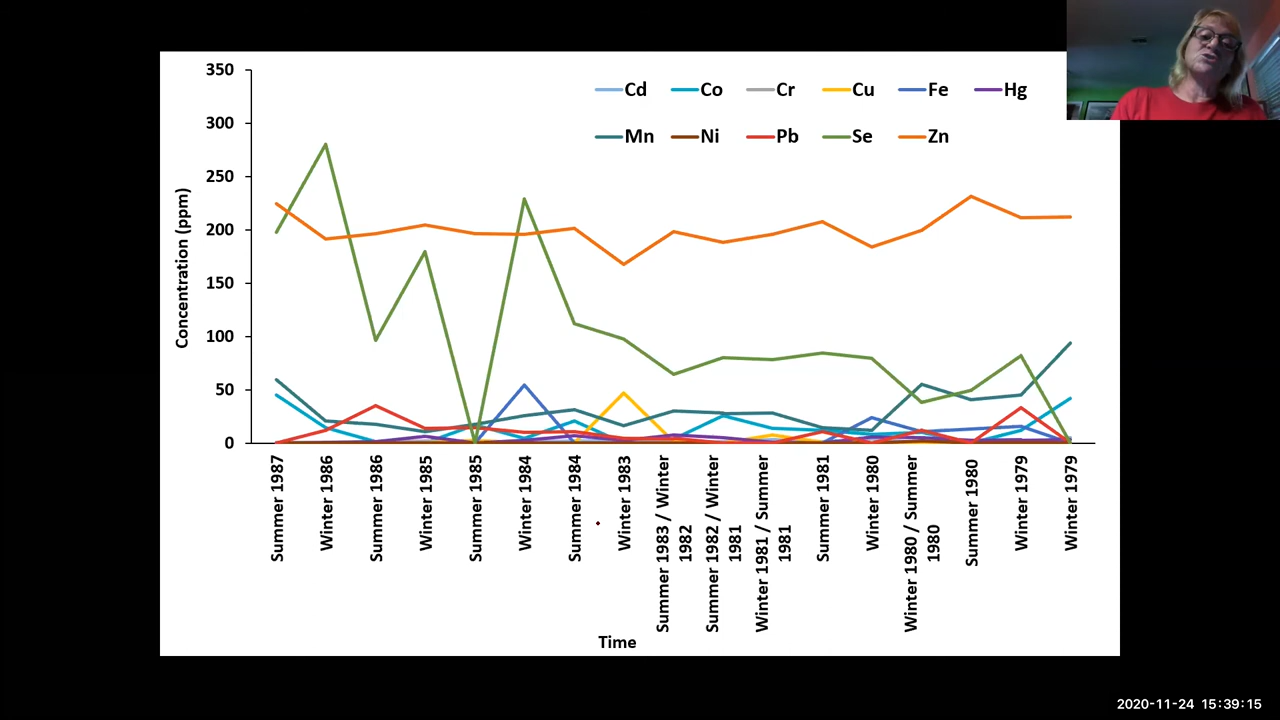 350
Cd Co Cr Cu Fe Hg
300
Mn Ni Pb Se Zn
250
200
150
100
50
0
Concentration (ppm)
Summer 1987
Winter 1986
Summer 1986
Winter 1985
Summer 1985
Winter 1984
Summer 1984
Winter 1983
Summer 1983 / Winter
1982
Summer 1982 / Winter
1981
Winter 1981 / Summer
1981
Summer 1981
Winter 1980
Winter 1980 / Summer
1980
Summer 1980
Winter 1979
Winter 1979
Time
2020-11-24 15:39:15